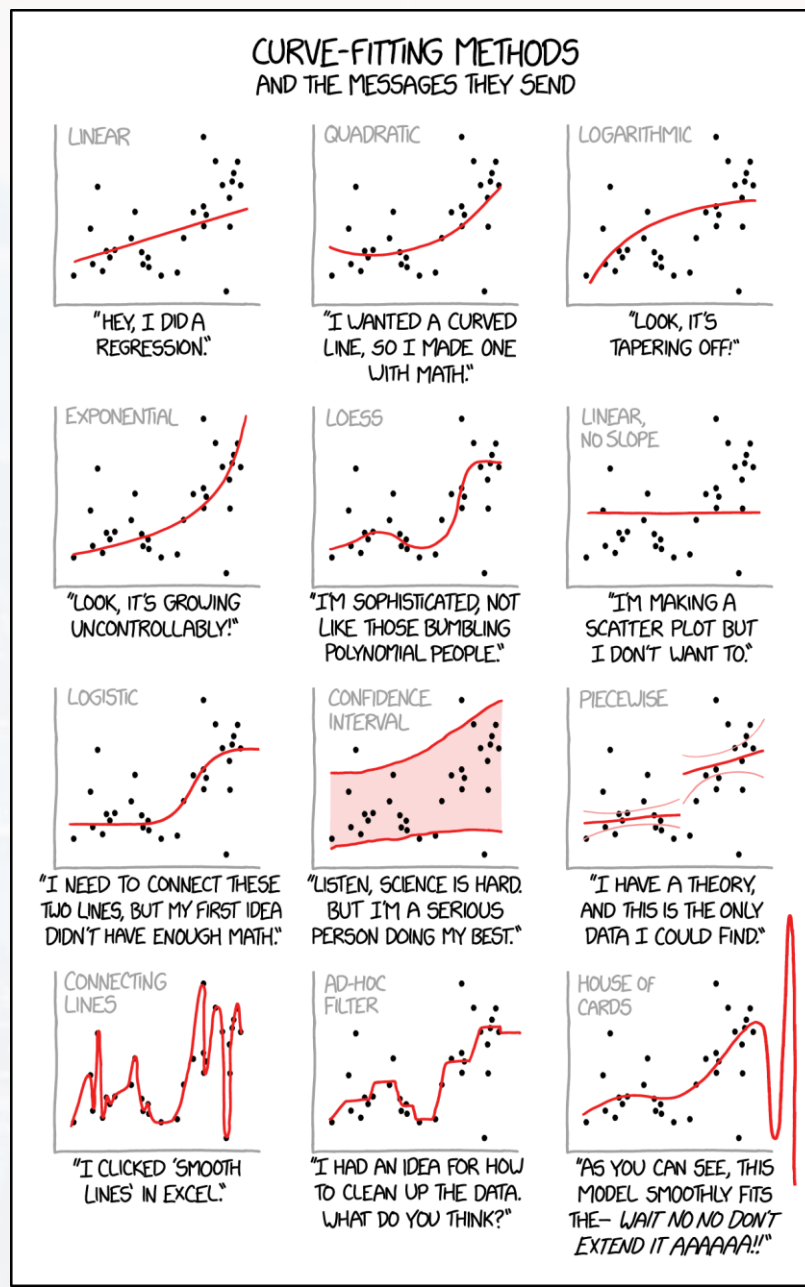 CURVE-FITTING METHODS
AND THE MESSAGES THEY SEND
LINEAR
"HEY, I DID A
REGRESSION."
QUADRATIC
"I WANTED A CURVED
LINE, SO I MADE ONE
WITH MATH."
LOGARITHMIC
"LOOK, IT'S
TAPERING OFF!"
EXPONENTIAL
"LOOK, IT'S GROWING
UNCONTROLLABLY!"
LOESS
"I'M SOPHISTICATED, NOT
LIKE THOSE BUMBLING
POLYNOMIAL PEOPLE."
LINEAR,
NO SLOPE
"I'M MAKING A
SCATTER PLOT BUT
I DON'T WANT TO."
LOGISTIC
"I NEED TO CONNECT THESE
TWO LINES, BUT MY FIRST IDEA
DIDN'T HAVE ENOUGH MATH."
CONFIDENCE
INTERVAL
"LISTEN, SCIENCE IS HARD.
BUT I'M A SERIOUS
PERSON DOING MY BEST."
PIECEWISE
"I HAVE A THEORY,
AND THIS IS THE ONLY
DATA I COULD FIND."
CONNECTING
LINES
"I CLICKED 'SMOOTH
LINES' IN EXCEL."
AD-HOC
FILTER
"I HAD AN IDEA FOR HOW
TO CLEAN UP THE DATA.
WHAT DO YOU THINK?"
HOUSE OF
CARDS
"AS YOU CAN SEE, THIS
MODEL SMOOTHLY FITS
THE– WAIT NO NO DON'T
EXTEND IT AAAAAA!!"